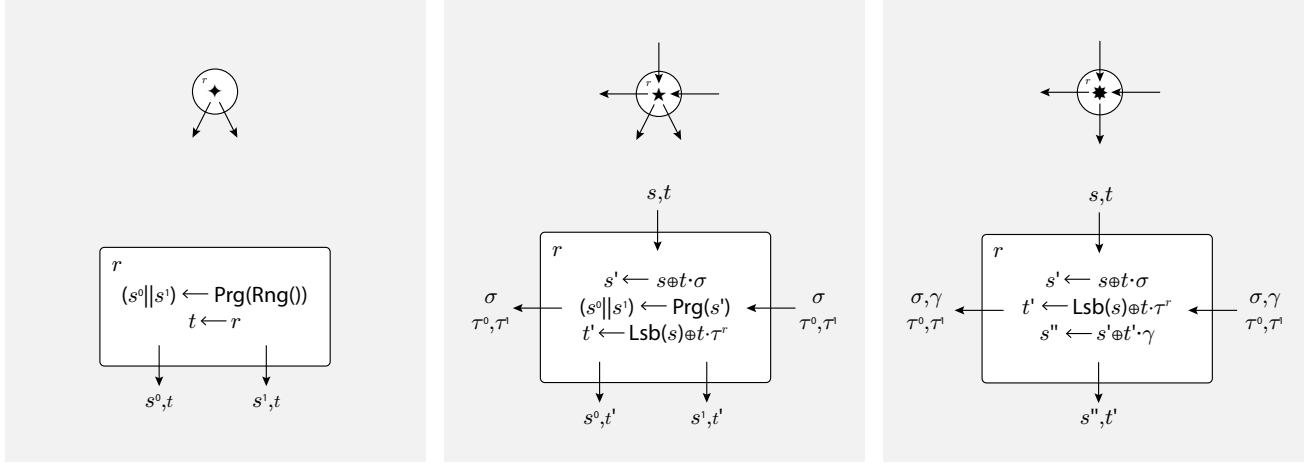 r
r
(s⁰||s¹) ⟵ Prg(Rng())
t ⟵ r
s⁰,t
s¹,t
r
s,t
r
s' ⟵ s⊕t·σ
(s⁰||s¹) ⟵ Prg(s')
t' ⟵ Lsb(s)⊕t·τʳ
σ
τ⁰,τ¹
σ
τ⁰,τ¹
s⁰,t'
s¹,t'
r
s,t
r
s' ⟵ s⊕t·σ
t' ⟵ Lsb(s)⊕t·τʳ
s'' ⟵ s'⊕t'·γ
σ,γ
τ⁰,τ¹
σ,γ
τ⁰,τ¹
s'',t'